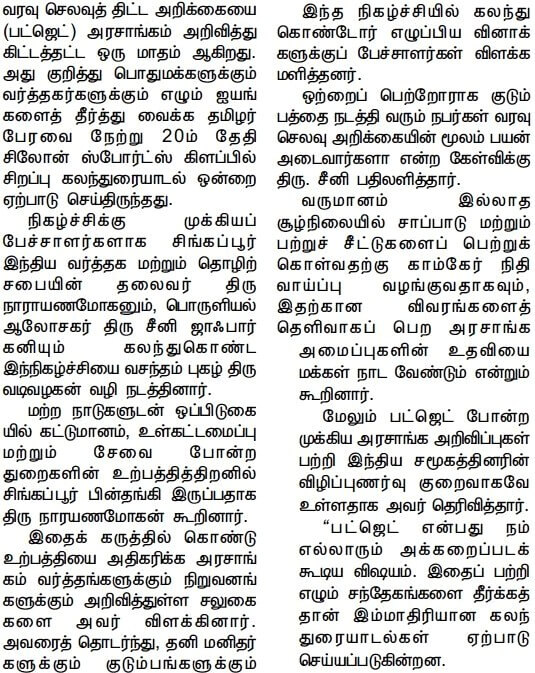 வரவு செலவுத் திட்ட அறிக்கையை
(பட்ஜெட்) அரசாங்கம் அறிவித்து
கிட்டத்தட்ட ஒரு மாதம் ஆகிறது.
அது குறித்து பொதுமக்களுக்கும்
வர்த்தகர்களுக்கும் எழும் ஐயங்
களைத் தீர்த்து வைக்க தமிழர்
பேரவை நேற்று 20ம் தேதி
சிலோன் ஸ்போர்ட்ஸ் கிளப்பில்
சிறப்பு கலந்துரையாடல் ஒன்றை
ஏற்பாடு செய்திருந்தது.
நிகழ்ச்சிக்கு முக்கியப்
பேச்சாளர்களாக சிங்கப்பூர்
இந்திய வர்த்தக மற்றும் தொழிற்
சபையின் தலைவர் திரு
நாராயணமோகனும், பொருளியல்
ஆலோசகர் திரு சீனி ஜாஃபார்
கனியும் கலந்துகொண்ட
இந்நிகழ்ச்சியை வசந்தம் புகழ் திரு
வடிவழகன் வழி நடத்தினார்.
மற்ற நாடுகளுடன் ஒப்பிடுகை
யில் கட்டுமானம், உள்கட்டமைப்பு
மற்றும் சேவை போன்ற
துறைகளின் உற்பத்தித்திறனில்
சிங்கப்பூர் பின்தங்கி இருப்பதாக
திரு நாரயணமோகன் கூறினார்.
இதைக் கருத்தில் கொண்டு
உற்பத்தியை அதிகரிக்க அரசாங்
கம் வர்த்தங்களுக்கும் நிறுவனங்
களுக்கும் அறிவித்துள்ள சலுகை
களை அவர் விளக்கினார்.
அவரைத் தொடர்ந்து, தனி மனிதர்
களுக்கும் குடும்பங்களுக்கும்
இந்த நிகழ்ச்சியில் கலந்து
கொண்டோர் எழுப்பிய வினாக்
களுக்குப் பேச்சாளர்கள் விளக்க
மளித்தனர்.
ஒற்றைப் பெற்றோராக குடும்
பத்தை நடத்தி வரும் நபர்கள் வரவு
செலவு அறிக்கையின் மூலம் பயன்
அடைவார்களா என்ற கேள்விக்கு
திரு. சீனி பதிலளித்தார்.
வருமானம் இல்லாத
சூழ்நிலையில் சாப்பாடு மற்றும்
பற்றுச் சீட்டுகளைப் பெற்றுக்
கொள்வதற்கு காம்கேர் நிதி
வாய்ப்பு வழங்குவதாகவும்,
இதற்கான விவரங்களைத்
தெளிவாகப் பெற அரசாங்க
அமைப்புகளின் உதவியை
மக்கள் நாட வேண்டும் என்றும்
கூறினார்.
மேலும் பட்ஜெட் போன்ற
முக்கிய அரசாங்க அறிவிப்புகள்
பற்றி இந்திய சமூகத்தினரின்
விழிப்புணர்வு குறைவாகவே
உள்ளதாக அவர் தெரிவித்தார்.
“பட்ஜெட் என்பது நம்
எல்லாரும் அக்கறைப்படக்
கூடிய விஷயம். இதைப் பற்றி
எழும் சந்தேகங்களை தீர்க்கத்
தான் இம்மாதிரியான கலந்
துரையாடல்கள் ஏற்பாடு
செய்யப்படுகின்றன.